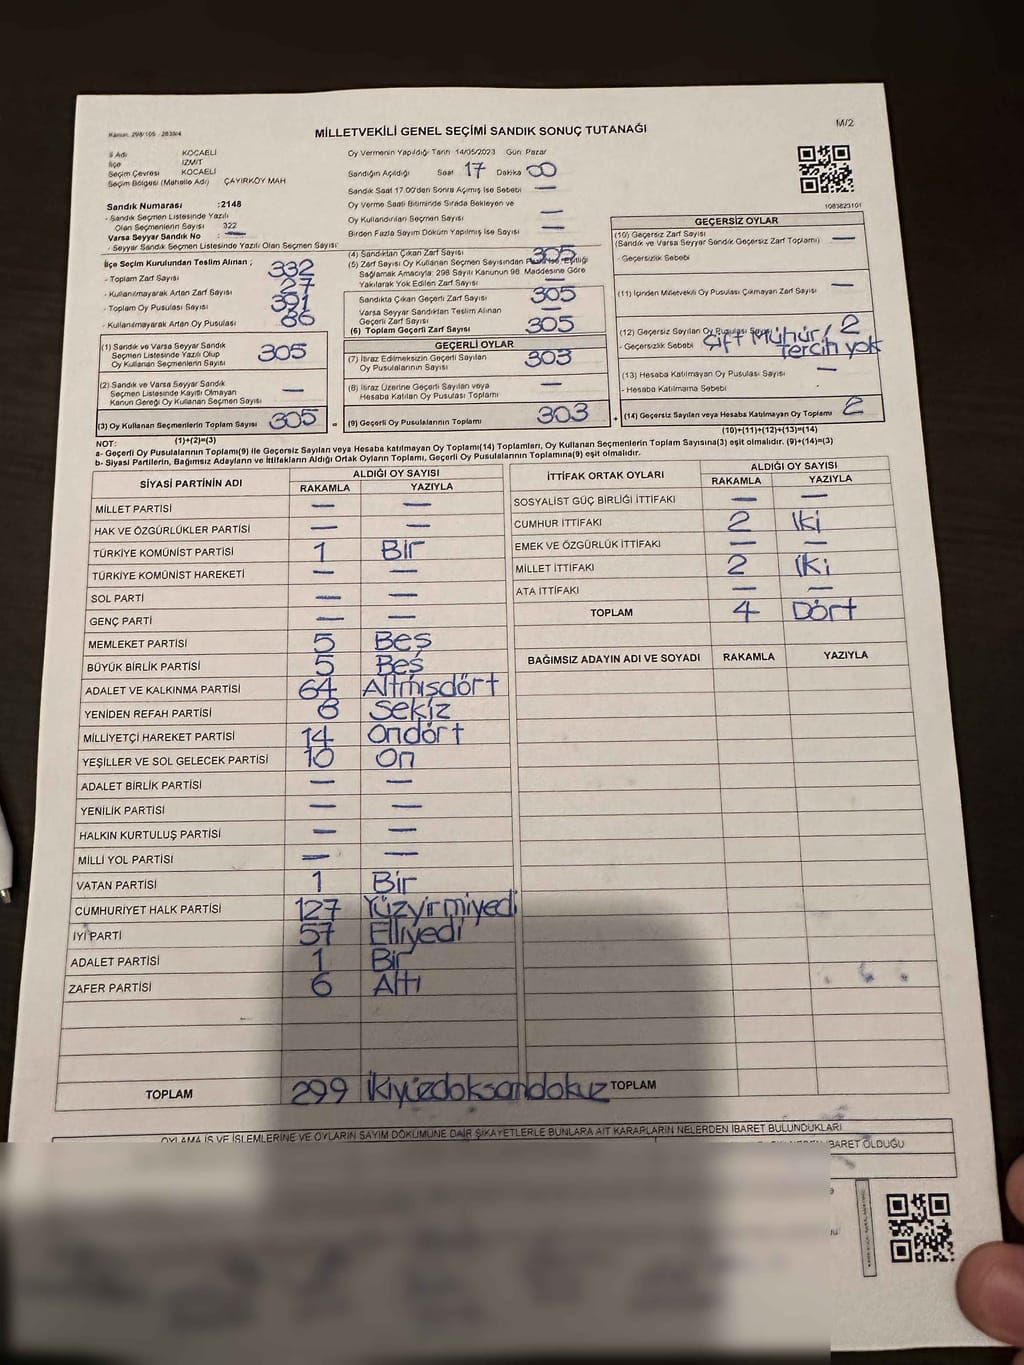 Kanun: 298/105 - 283M/4
MİLLETVEKİLİ GENEL SEÇİMİ SANDIK SONUÇ TUTANAĞI
M/2
İl Adı KOCAELİ
İlçe İZMİT
Seçim Çevresi KOCAELİ
Seçim Bölgesi (Mahalle Adı) ÇAYIRKÖY MAH
Sandık Numarası :2148
- Sandık Seçmen Listesinde Yazılı
Olan Seçmenlerin Sayısı 322
Varsa Seyyar Sandık No : —
- Seyyar Sandık Seçmen Listesinde Yazılı Olan Seçmen Sayısı
Oy Vermenin Yapıldığı Tarih 14/05/2023 Gün Pazar
Sandığın Açıldığı Saat 17 Dakika 00
Sandık Saat 17.00'den Sonra Açılmış İse Sebebi —
Oy Verme Saati Bitiminde Sırada Bekleyen ve
Oy Kullandırılan Seçmen Sayısı —
Birden Fazla Sayım Döküm Yapılmış İse Sayısı —
1083823101
İlçe Seçim Kurulundan Teslim Alınan ;
- Toplam Zarf Sayısı 332
- Kullanılmayarak Artan Zarf Sayısı 27
- Toplam Oy Pusulası Sayısı 391
- Kullanılmayarak Artan Oy Pusulası 86
(1) Sandık ve Varsa Seyyar Sandık
Seçmen Listesinde Yazılı Olup
Oy Kullanan Seçmenlerin Sayısı 305
(2) Sandık ve Varsa Seyyar Sandık
Seçmen Listesinde Kayıtlı Olmayan
Kanun Gereği Oy Kullanan Seçmen Sayısı —
(3) Oy Kullanan Seçmenlerin Toplam Sayısı 305 =
(4) Sandıktan Çıkan Zarf Sayısı 305
(5) Zarf Sayısı Oy Kullanan Seçmen Sayısından Fazla İse, Eşitliği
Sağlamak Amacıyla; 298 Sayılı Kanunun 98 Maddesine Göre
Yakılarak Yok Edilen Zarf Sayısı —
Sandıkta Çıkan Geçerli Zarf Sayısı 305
Varsa Seyyar Sandıktan Teslim Alınan
Geçerli Zarf Sayısı —
(6) Toplam Geçerli Zarf Sayısı 305
GEÇERLİ OYLAR
(7) İtiraz Edilmeksizin Geçerli Sayılan
Oy Pusulalarının Sayısı 303
(8) İtiraz Üzerine Geçerli Sayılan veya
Hesaba Katılan Oy Pusulası Toplamı —
(9) Geçerli Oy Pusulalarının Toplamı 303 +
GEÇERSİZ OYLAR
(10) Geçersiz Zarf Sayısı
(Sandık ve Varsa Seyyar Sandık Geçersiz Zarf Toplamı) —
- Geçersizlik Sebebi
(11) İçinden Milletvekili Oy Pusulası Çıkmayan Zarf Sayısı —
(12) Geçersiz Sayılan Oy Pusulası Sayısı 2
- Geçersizlik Sebebi Çift Mühür / Tercih yok
(13) Hesaba Katılmayan Oy Pusulası Sayısı —
- Hesaba Katılmama Sebebi
(14) Geçersiz Sayılan veya Hesaba Katılmayan Oy Toplamı 2
(10)+(11)+(12)+(13)=(14)
NOT: (1)+(2)=(3)
a- Geçerli Oy Pusulalarının Toplamı(9) ile Geçersiz Sayılan veya Hesaba katılmayan Oy Toplamı(14) Toplamları, Oy Kullanan Seçmenlerin Toplam Sayısına(3) eşit olmalıdır. (9)+(14)=(3)
b- Siyasi Partilerin, Bağımsız Adayların ve İttifakların Aldığı Oyların Toplamı, Geçerli Oy Pusulalarının Toplamına(9) eşit olmalıdır.
SİYASİ PARTİNİN ADI ALDIĞI OY SAYISI
RAKAMLA YAZIYLA
MİLLET PARTİSİ — —
HAK VE ÖZGÜRLÜKLER PARTİSİ — —
TÜRKİYE KOMÜNİST PARTİSİ 1 Bir
TÜRKİYE KOMÜNİST HAREKETİ — —
SOL PARTİ — —
GENÇ PARTİ — —
MEMLEKET PARTİSİ 5 Beş
BÜYÜK BİRLİK PARTİSİ 5 Beş
ADALET VE KALKINMA PARTİSİ 64 Altmışdört
YENİDEN REFAH PARTİSİ 8 Sekiz
MİLLİYETÇİ HAREKET PARTİSİ 14 Ondört
YEŞİLLER VE SOL GELECEK PARTİSİ 10 On
ADALET BİRLİK PARTİSİ — —
YENİLİK PARTİSİ — —
HALKIN KURTULUŞ PARTİSİ — —
MİLLİ YOL PARTİSİ — —
VATAN PARTİSİ 1 Bir
CUMHURİYET HALK PARTİSİ 127 Yüzyirmiyedi
İYİ PARTİ 57 Elliyedi
ADALET PARTİSİ 1 Bir
ZAFER PARTİSİ 6 Altı
TOPLAM 299 ikiyüzdoksandokuz
İTTİFAK ORTAK OYLARI ALDIĞI OY SAYISI
RAKAMLA YAZIYLA
SOSYALİST GÜÇ BİRLİĞİ İTTİFAKI — —
CUMHUR İTTİFAKI 2 İki
EMEK VE ÖZGÜRLÜK İTTİFAKI — —
MİLLET İTTİFAKI 2 İki
ATA İTTİFAKI — —
TOPLAM 4 Dört
BAĞIMSIZ ADAYIN ADI VE SOYADI RAKAMLA YAZIYLA
TOPLAM
OYLAMA İŞ VE İŞLEMLERİNE VE OYLARIN SAYIM DÖKÜMÜNE DAİR ŞİKAYETLERLE BUNLARA AİT KARARLARIN NELERDEN İBARET BULUNDUKLARI
İBARET OLDUĞU